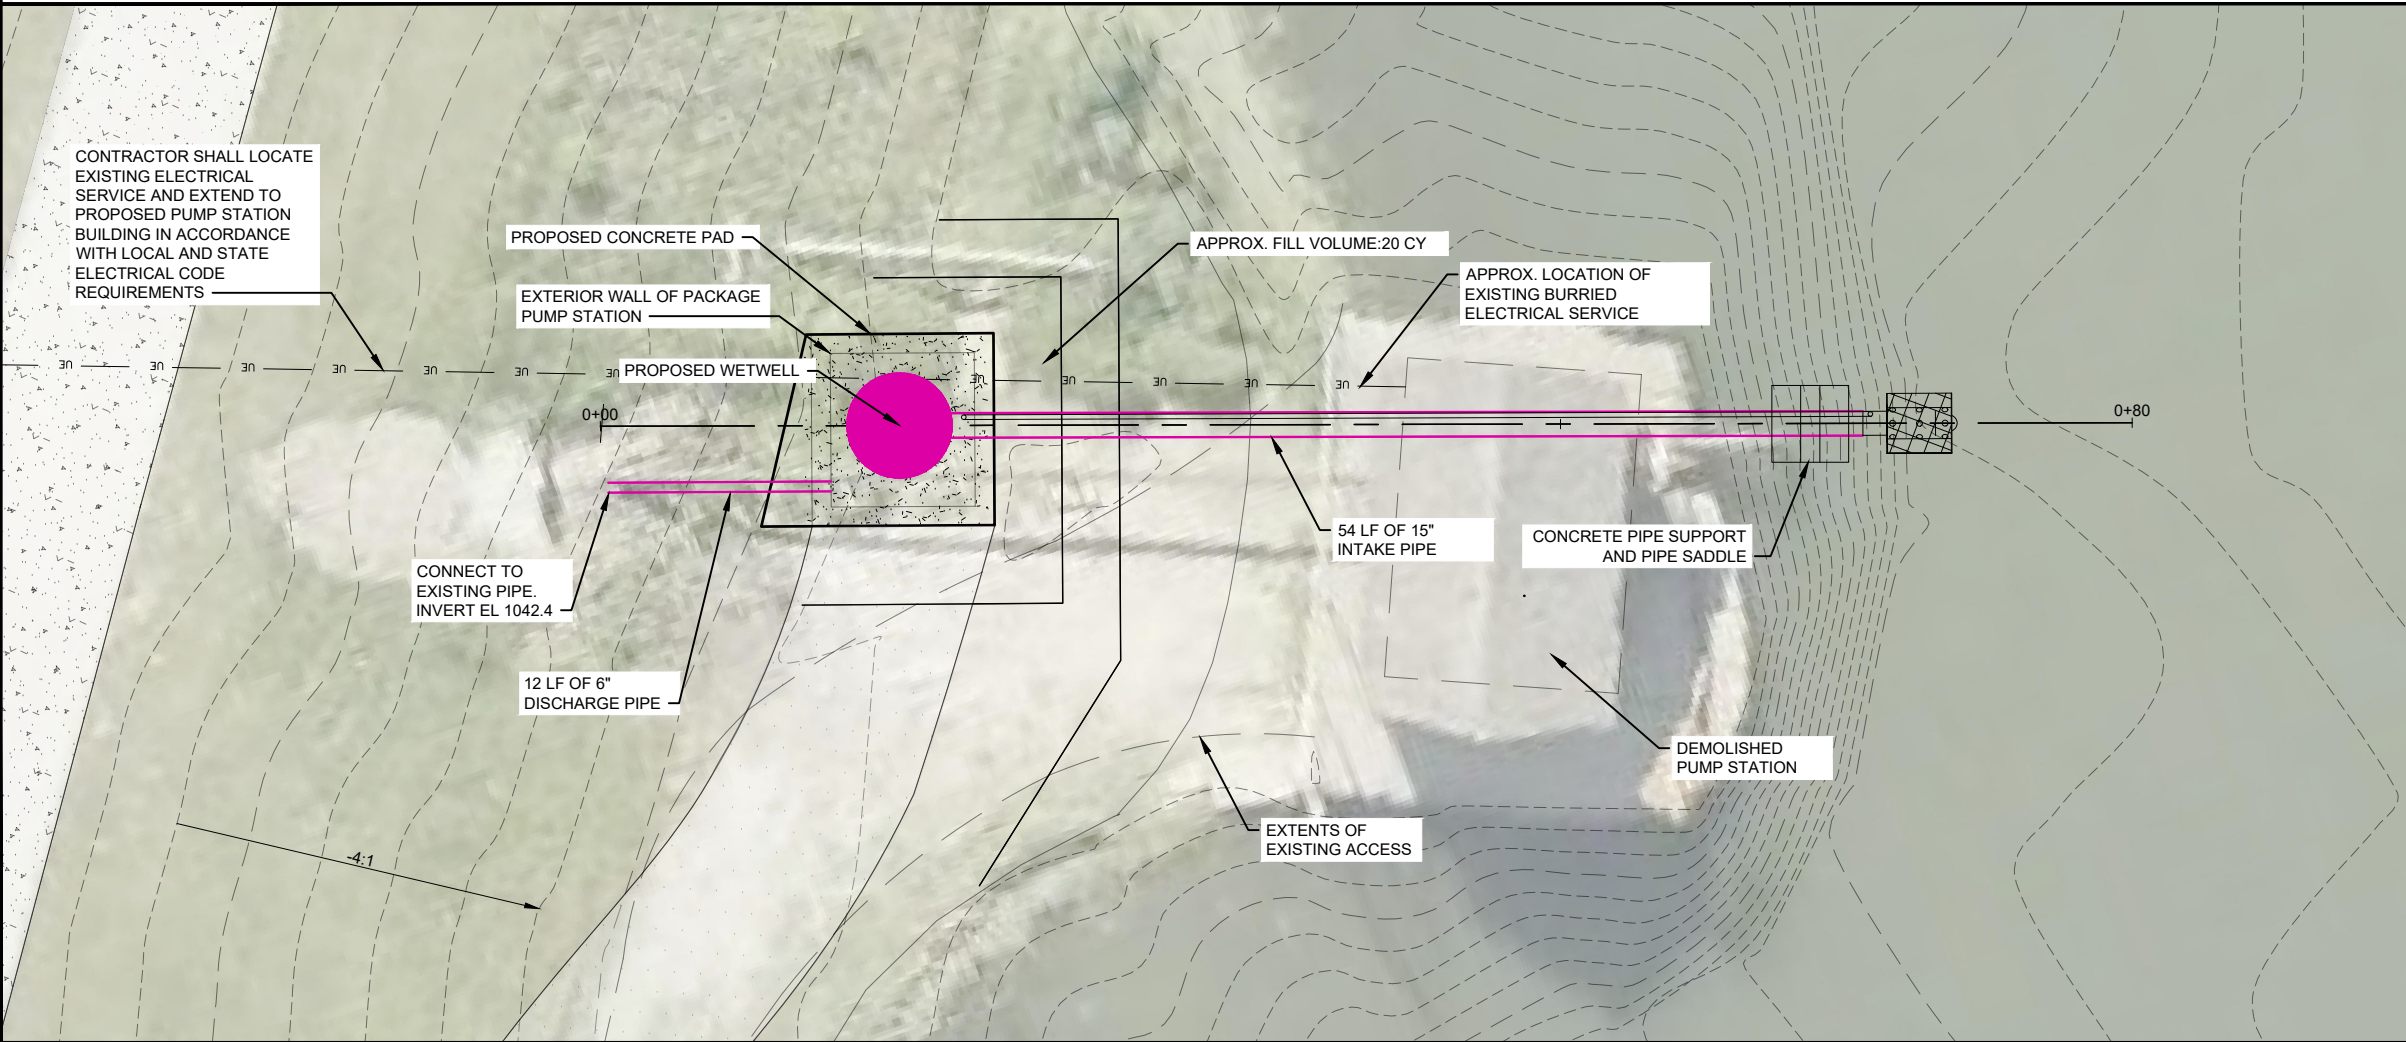 CONTRACTOR SHALL LOCATE
EXISTING ELECTRICAL
SERVICE AND EXTEND TO
PROPOSED PUMP STATION
BUILDING IN ACCORDANCE
WITH LOCAL AND STATE
ELECTRICAL CODE
REQUIREMENTS
PROPOSED CONCRETE PAD
EXTERIOR WALL OF PACKAGE
PUMP STATION
PROPOSED WETWELL
APPROX. FILL VOLUME:20 CY
APPROX. LOCATION OF
EXISTING BURRIED
ELECTRICAL SERVICE
UE
UE
UE
UE
UE
UE
UE
UE
UE
UE
UE
UE
0+00
0+80
54 LF OF 15"
INTAKE PIPE
CONCRETE PIPE SUPPORT
AND PIPE SADDLE
CONNECT TO
EXISTING PIPE.
INVERT EL 1042.4
12 LF OF 6"
DISCHARGE PIPE
DEMOLISHED
PUMP STATION
EXTENTS OF
EXISTING ACCESS
-4:1